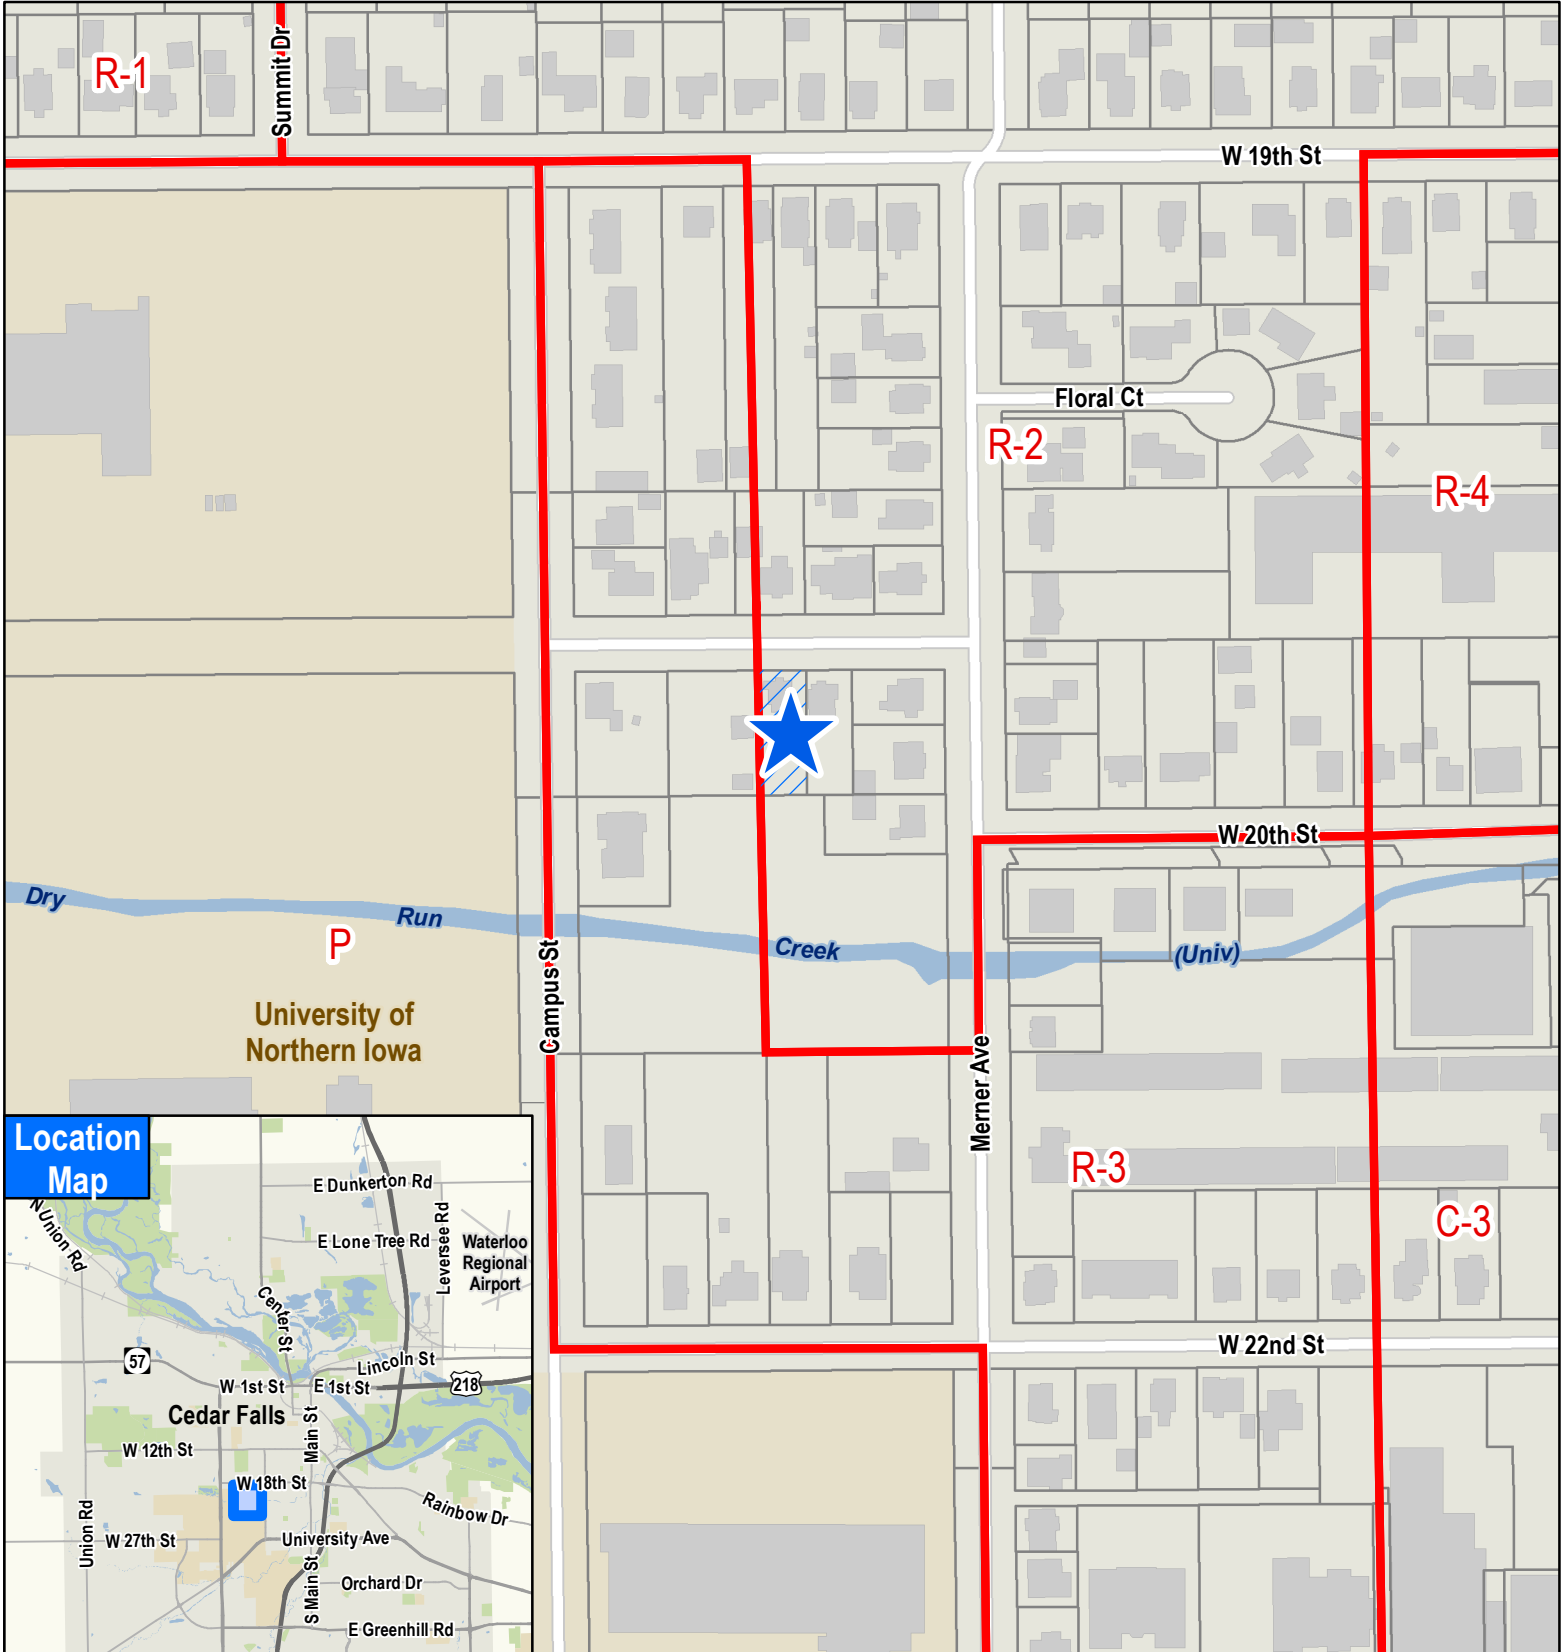 R-1
Summit Dr
W 19th St
Floral Ct
R-2
R-4
W 20th St
Dry
Run
Creek
(Univ)
P
University of
Northern Iowa
Campus St
Merner Ave
R-3
C-3
W 22nd St
Location
Map
N Union Rd
E Dunkerton Rd
E Lone Tree Rd
Leversee Rd
Waterloo
Regional
Airport
Center St
57
Lincoln St
W 1st St
E 1st St
218
Cedar Falls
Main St
W 12th St
W 18th St
Rainbow Dr
Union Rd
W 27th St
University Ave
S Main St
Orchard Dr
E Greenhill Rd